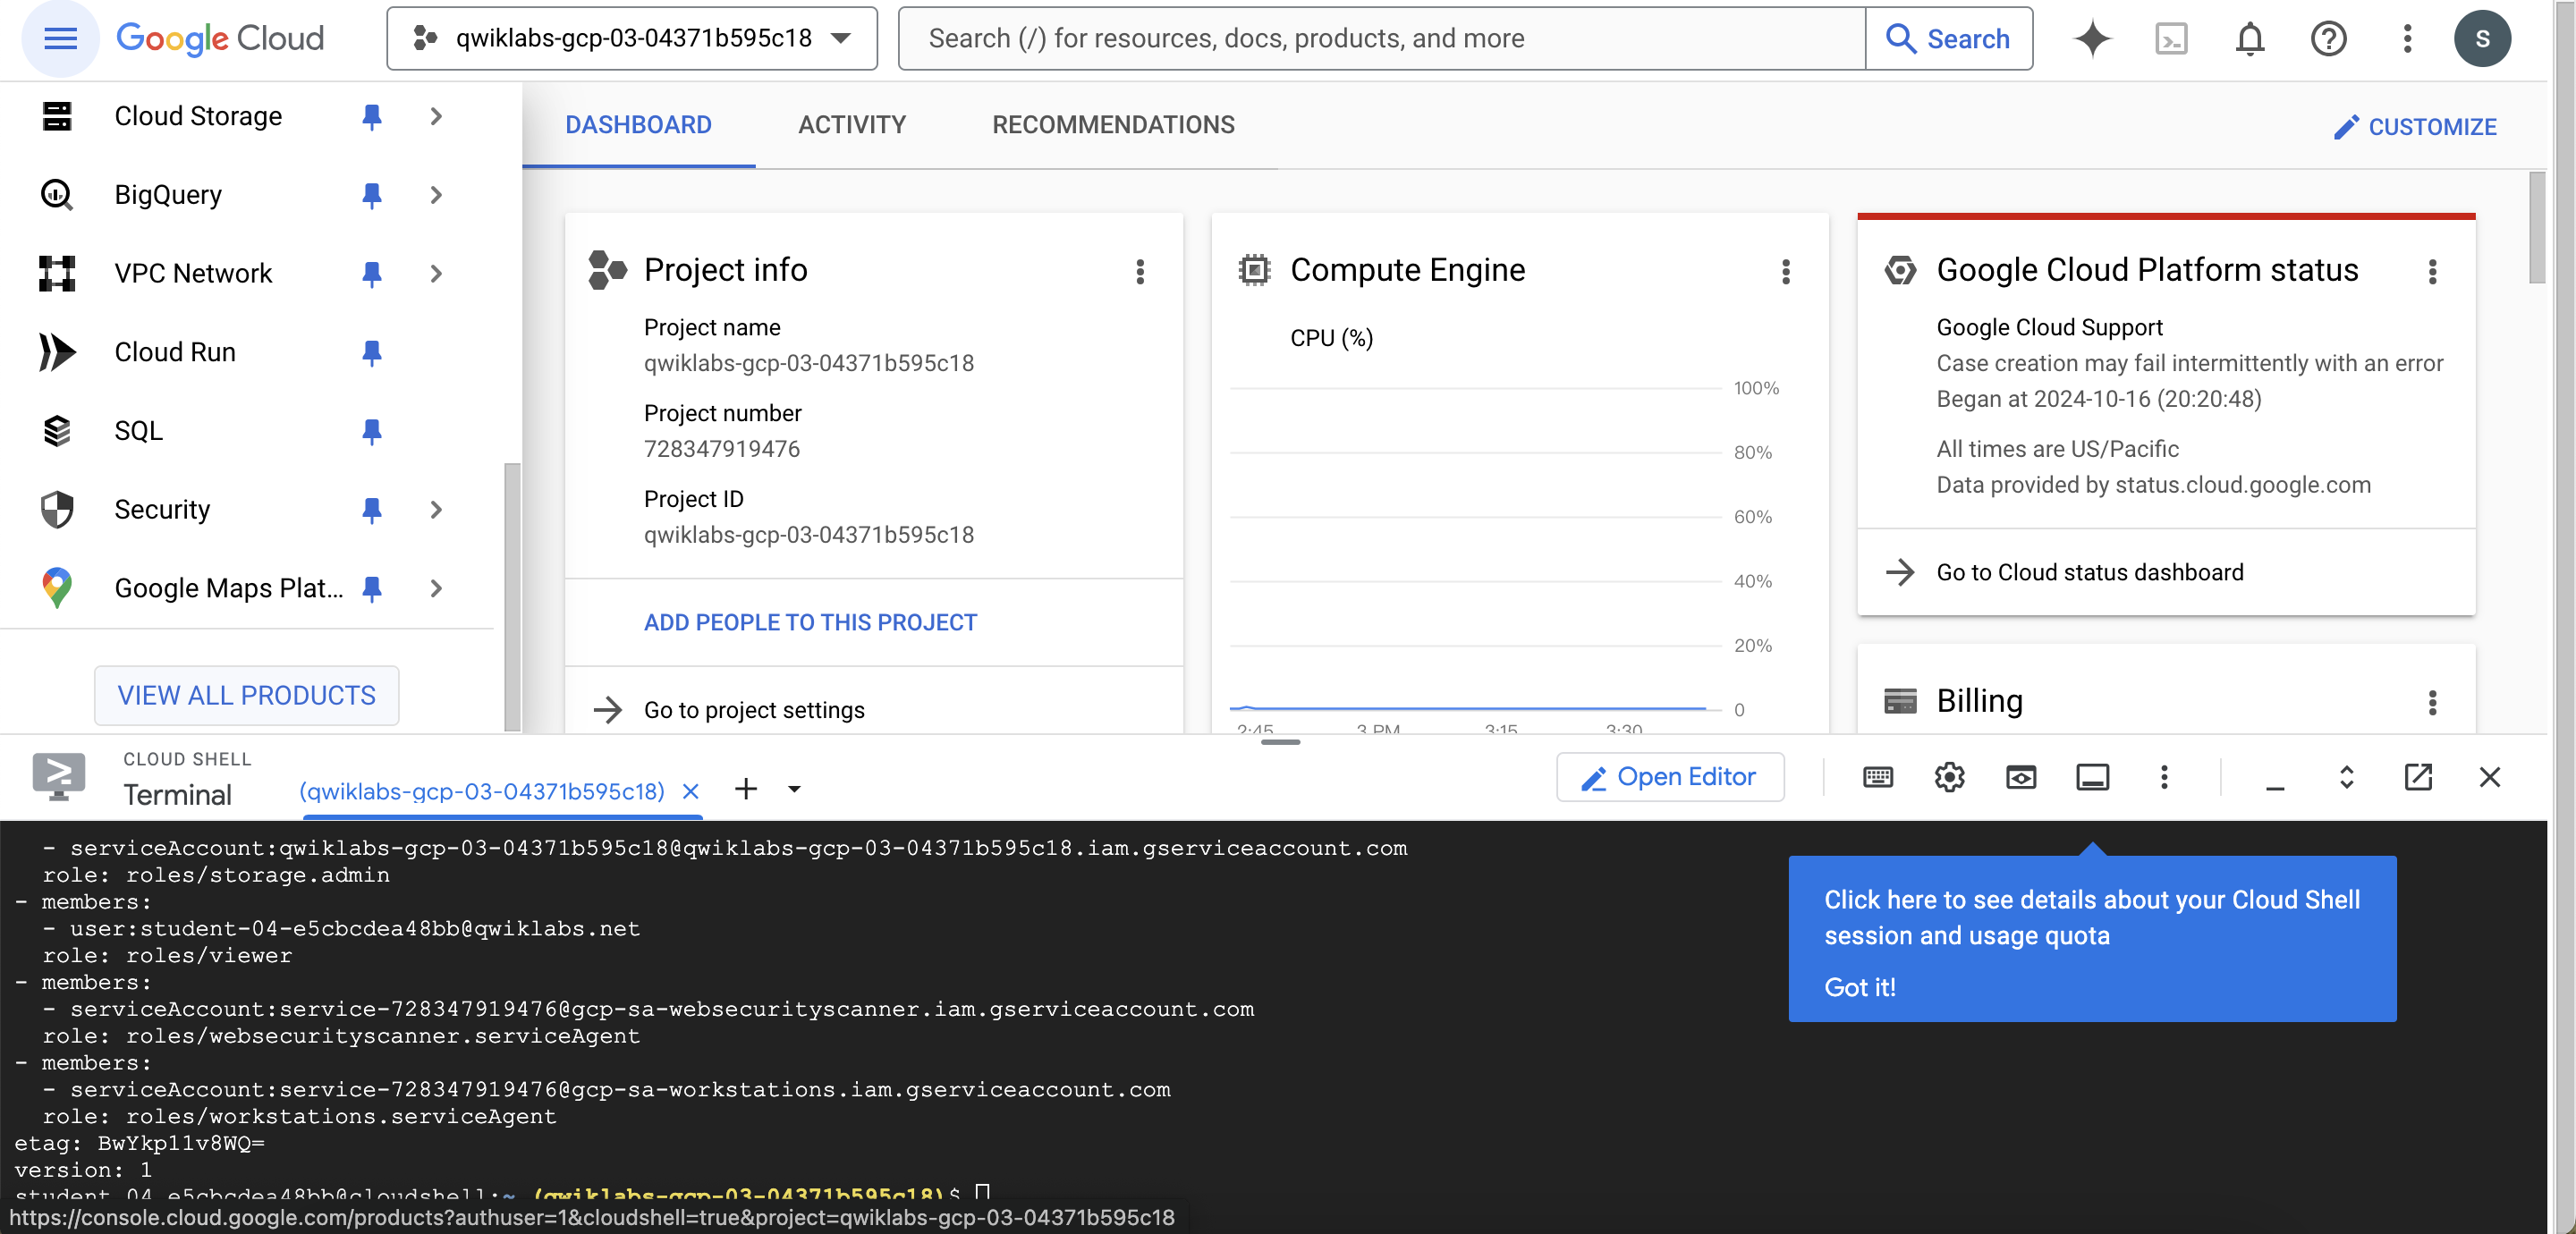 Google Cloud
qwiklabs-gcp-03-04371b595c18
Search (/) for resources, docs, products, and more
Search
S
Cloud Storage
BigQuery
VPC Network
Cloud Run
SQL
Security
Google Maps Plat...
VIEW ALL PRODUCTS
DASHBOARD
ACTIVITY
RECOMMENDATIONS
CUSTOMIZE
Project info
Project name
qwiklabs-gcp-03-04371b595c18
Project number
728347919476
Project ID
qwiklabs-gcp-03-04371b595c18
ADD PEOPLE TO THIS PROJECT
Go to project settings
Compute Engine
CPU (%)
100%
80%
60%
40%
20%
0
2:45
3 PM
3:15
3:30
Google Cloud Platform status
Google Cloud Support
Case creation may fail intermittently with an error
Began at 2024-10-16 (20:20:48)
All times are US/Pacific
Data provided by status.cloud.google.com
Go to Cloud status dashboard
Billing
CLOUD SHELL
Terminal
(qwiklabs-gcp-03-04371b595c18)
Open Editor
- serviceAccount:qwiklabs-gcp-03-04371b595c18@qwiklabs-gcp-03-04371b595c18.iam.gserviceaccount.com
role: roles/storage.admin
- members:
- user:student-04-e5cbcdea48bb@qwiklabs.net
role: roles/viewer
- members:
- serviceAccount:service-728347919476@gcp-sa-websecurityscanner.iam.gserviceaccount.com
role: roles/websecurityscanner.serviceAgent
- members:
- serviceAccount:service-728347919476@gcp-sa-workstations.iam.gserviceaccount.com
role: roles/workstations.serviceAgent
etag: BwYkp11v8WQ=
version: 1
student_04_e5cbcdea48bb@cloudshell:~ (qwiklabs-gcp-03-04371b595c18)$
Click here to see details about your Cloud Shell
session and usage quota
Got it!
https://console.cloud.google.com/products?authuser=1&cloudshell=true&project=qwiklabs-gcp-03-04371b595c18